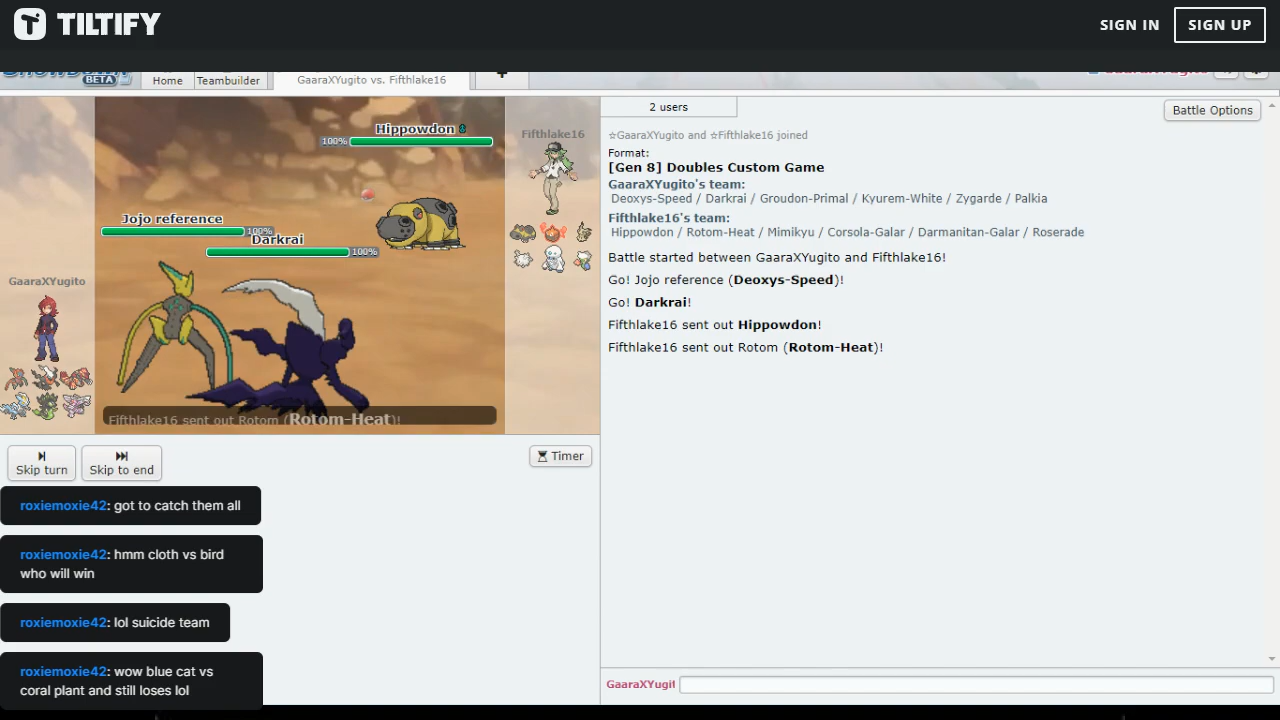 TILTIFY
SIGN IN
SIGN UP
BETA
Home
Teambuilder
GaaraXYugito vs. Fifthlake16
+
2 users
Battle Options
Hippowdon
100%
Jojo reference
100%
Darkrai
100%
GaaraXYugito
Fifthlake16
Fifthlake16 sent out Rotom (Rotom-Heat)!
☆GaaraXYugito and ☆Fifthlake16 joined
Format:
[Gen 8] Doubles Custom Game
GaaraXYugito's team:
Deoxys-Speed / Darkrai / Groudon-Primal / Kyurem-White / Zygarde / Palkia
Fifthlake16's team:
Hippowdon / Rotom-Heat / Mimikyu / Corsola-Galar / Darmanitan-Galar / Roserade
Battle started between GaaraXYugito and Fifthlake16!
Go! Jojo reference (Deoxys-Speed)!
Go! Darkrai!
Fifthlake16 sent out Hippowdon!
Fifthlake16 sent out Rotom (Rotom-Heat)!
Skip turn
Skip to end
Timer
roxiemoxie42: got to catch them all
roxiemoxie42: hmm cloth vs bird
who will win
roxiemoxie42: lol suicide team
roxiemoxie42: wow blue cat vs
coral plant and still loses lol
GaaraXYugit